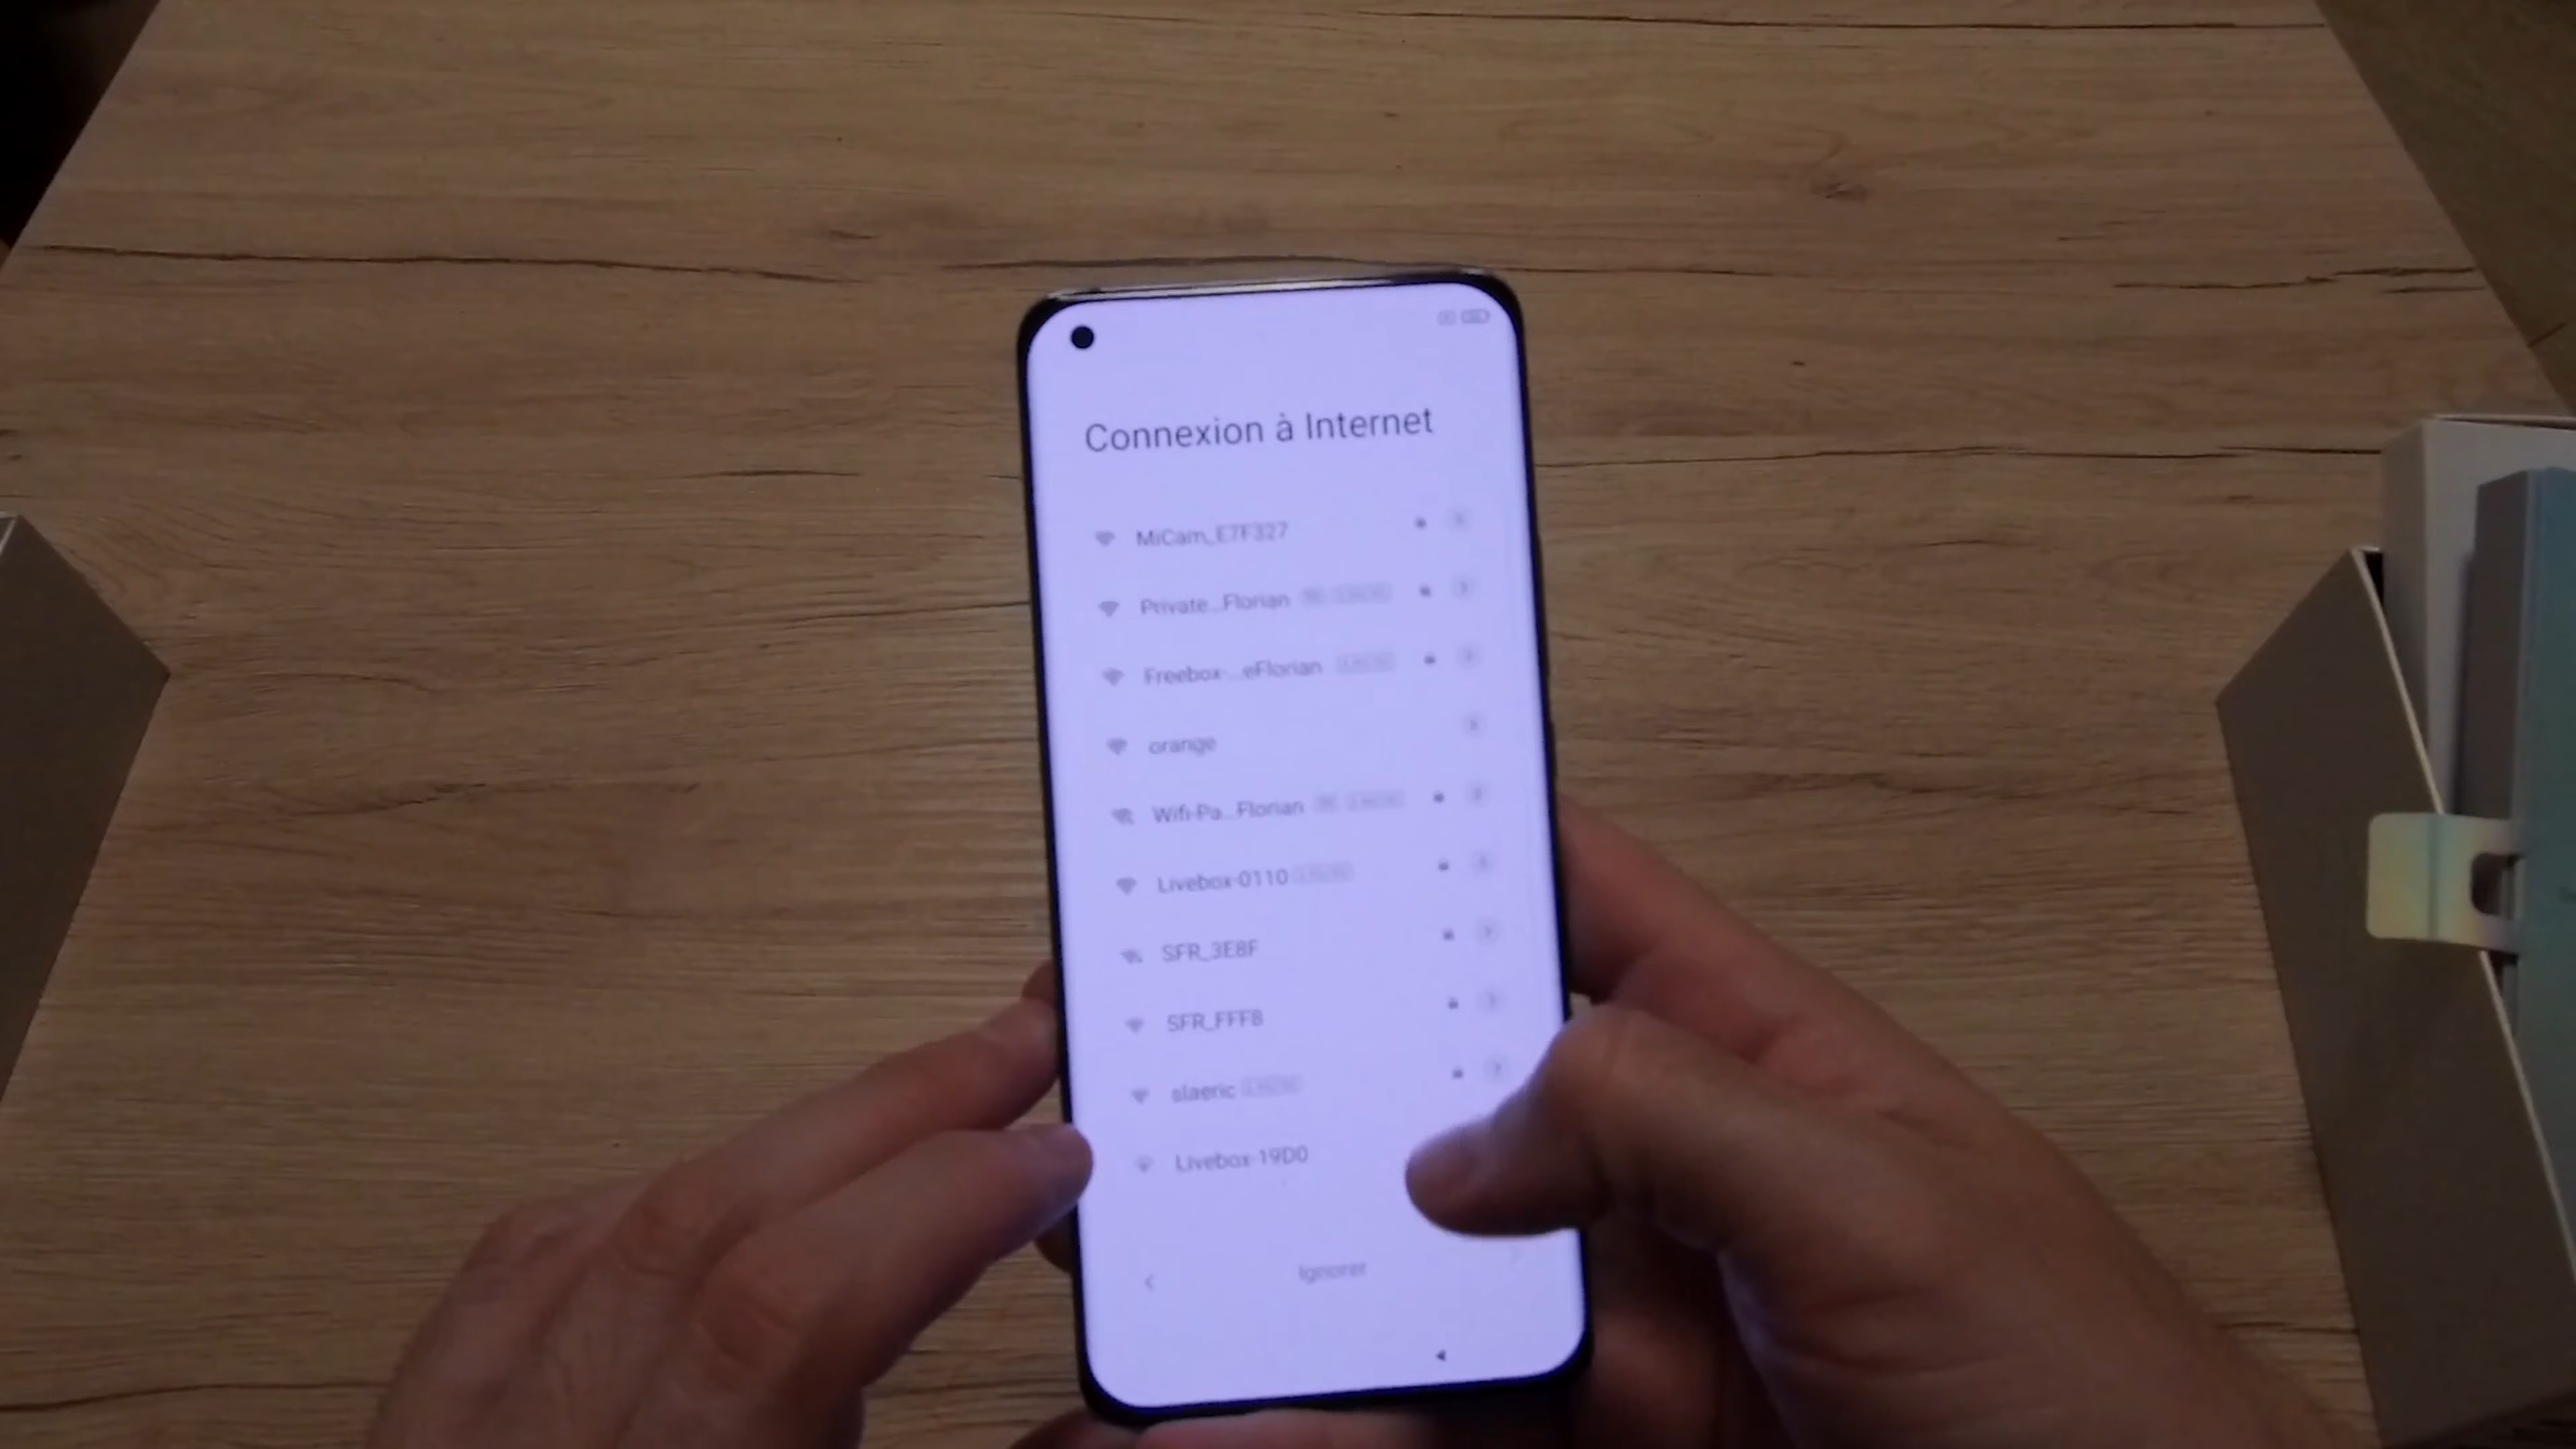 Connexion à Internet
MiCam_E7F327
Private...Florian
Freebox-...eFlorian
orange
Wifi-Pa...Florian
Livebox-0110
SFR_3E8F
SFR_FFF8
slaeric
Livebox-19D0
Ignorer